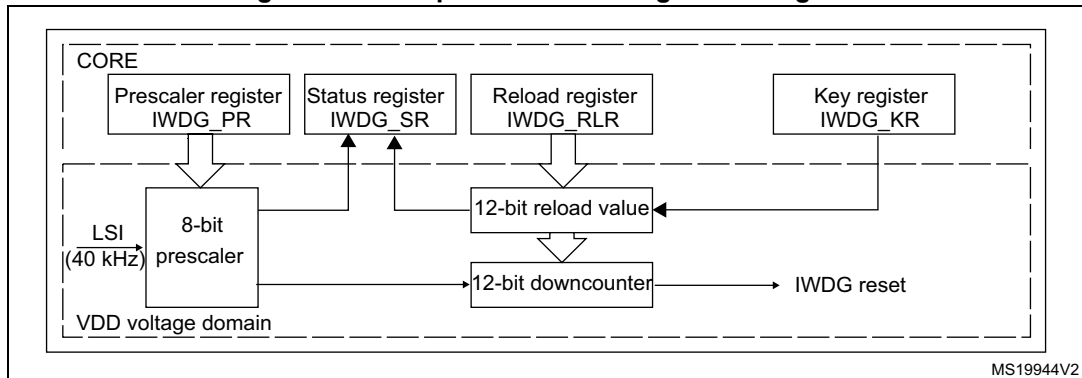 CORE
Prescaler register
IWDG_PR
Status register
IWDG_SR
Reload register
IWDG_RLR
Key register
IWDG_KR
LSI
(40 kHz)
8-bit
prescaler
12-bit reload value
12-bit downcounter
IWDG reset
VDD voltage domain
MS19944V2